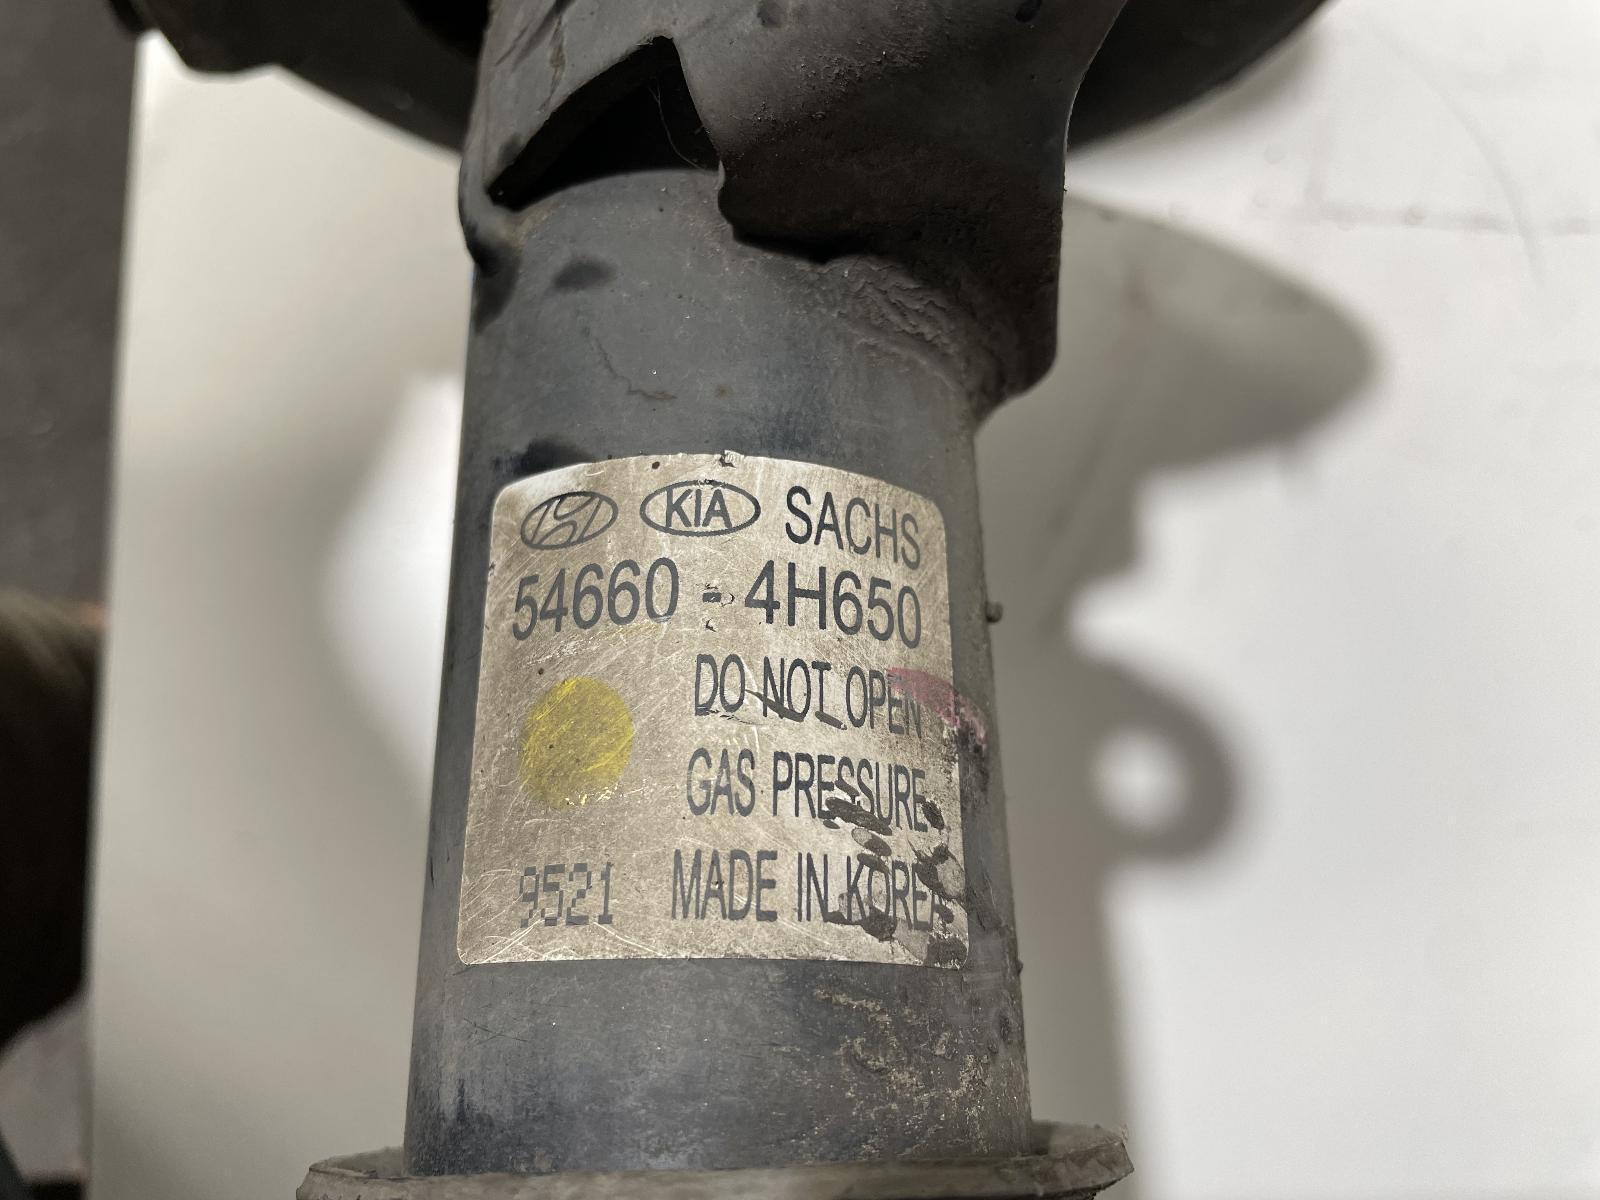 KIA SACHS
54660 - 4H650
DO NOT OPEN
GAS PRESSURE
9521 MADE IN KOREA